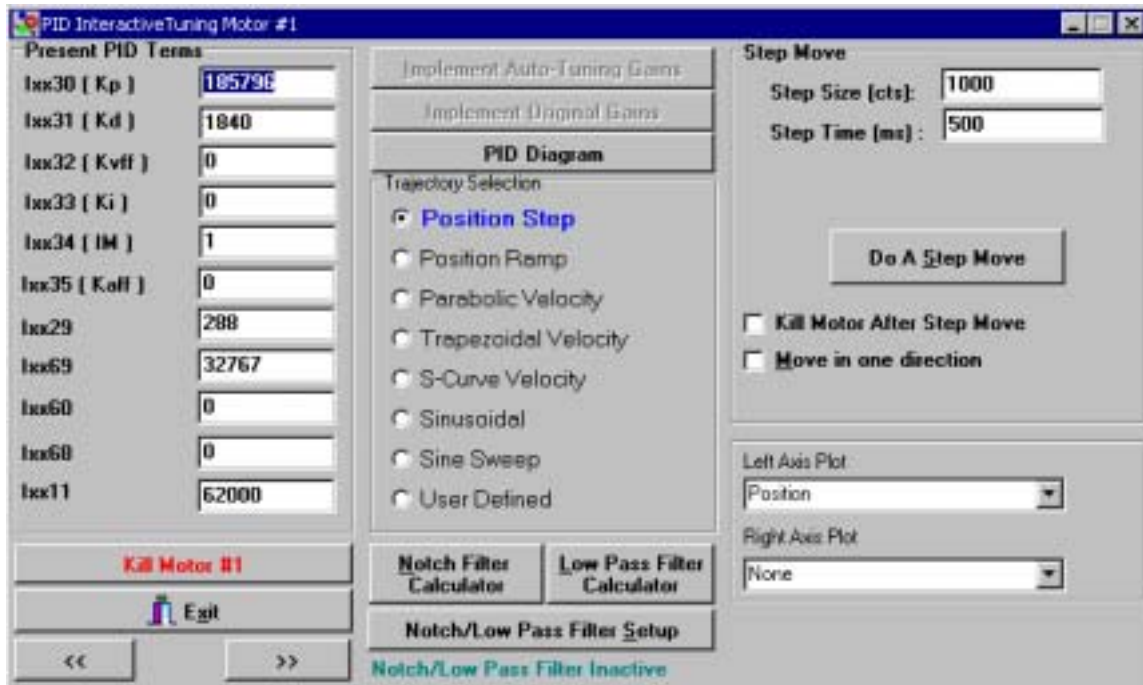 PID InteractiveTuning Motor #1
Present PID Terms
Ixx30 [ Kp ] 185796
Ixx31 [ Kd ] 1840
Ixx32 [ Kvff ] 0
Ixx33 [ Ki ] 0
Ixx34 [ IM ] 1
Ixx35 [ Kaff ] 0
Ixx29 288
Ixx69 32767
Ixx60 0
Ixx68 0
Ixx11 62000
Kill Motor #1
Exit
<< >>
Implement Auto-Tuning Gains
Implement Original Gains
PID Diagram
Trajectory Selection
Position Step
Position Ramp
Parabolic Velocity
Trapezoidal Velocity
S-Curve Velocity
Sinusoidal
Sine Sweep
User Defined
Notch Filter
Calculator
Low Pass Filter
Calculator
Notch/Low Pass Filter Setup
Notch/Low Pass Filter Inactive
Step Move
Step Size [cts]: 1000
Step Time [ms] : 500
Do A Step Move
Kill Motor After Step Move
Move in one direction
Left Axis Plot
Position
Right Axis Plot
None